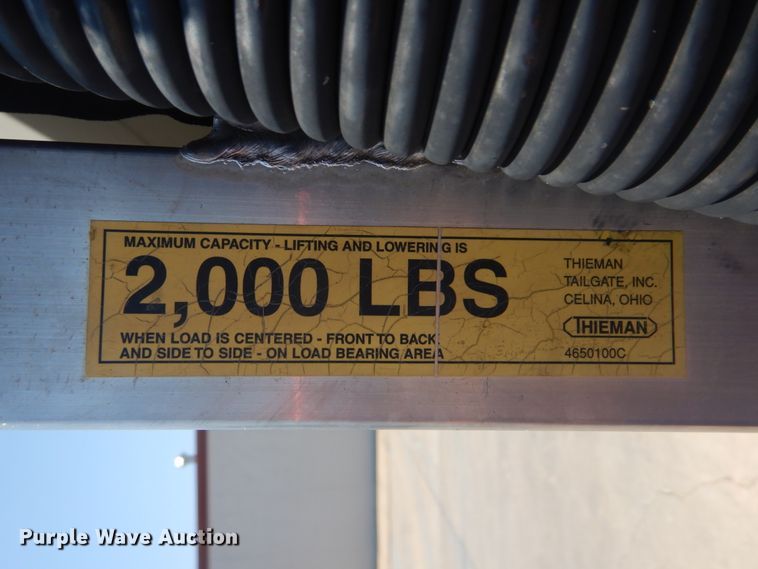 MAXIMUM CAPACITY - LIFTING AND LOWERING IS
2,000 LBS
WHEN LOAD IS CENTERED - FRONT TO BACK
AND SIDE TO SIDE - ON LOAD BEARING AREA
THIEMAN
TAILGATE, INC.
CELINA, OHIO
THIEMAN
4650100C
Purple Wave Auction